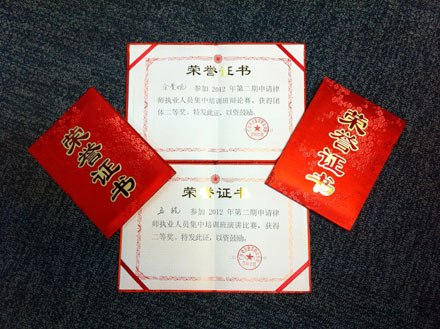 荣誉证书
参加 2012 年第二期申请律
师执业人员集中培训班辩论赛，获得团
体二等奖。特发此证，以资鼓励。
荣誉证书
荣誉证书
荣誉证书
参加 2012 年第二期申请律
师执业人员集中培训班演讲比赛，获得
二等奖。特发此证，以资鼓励。